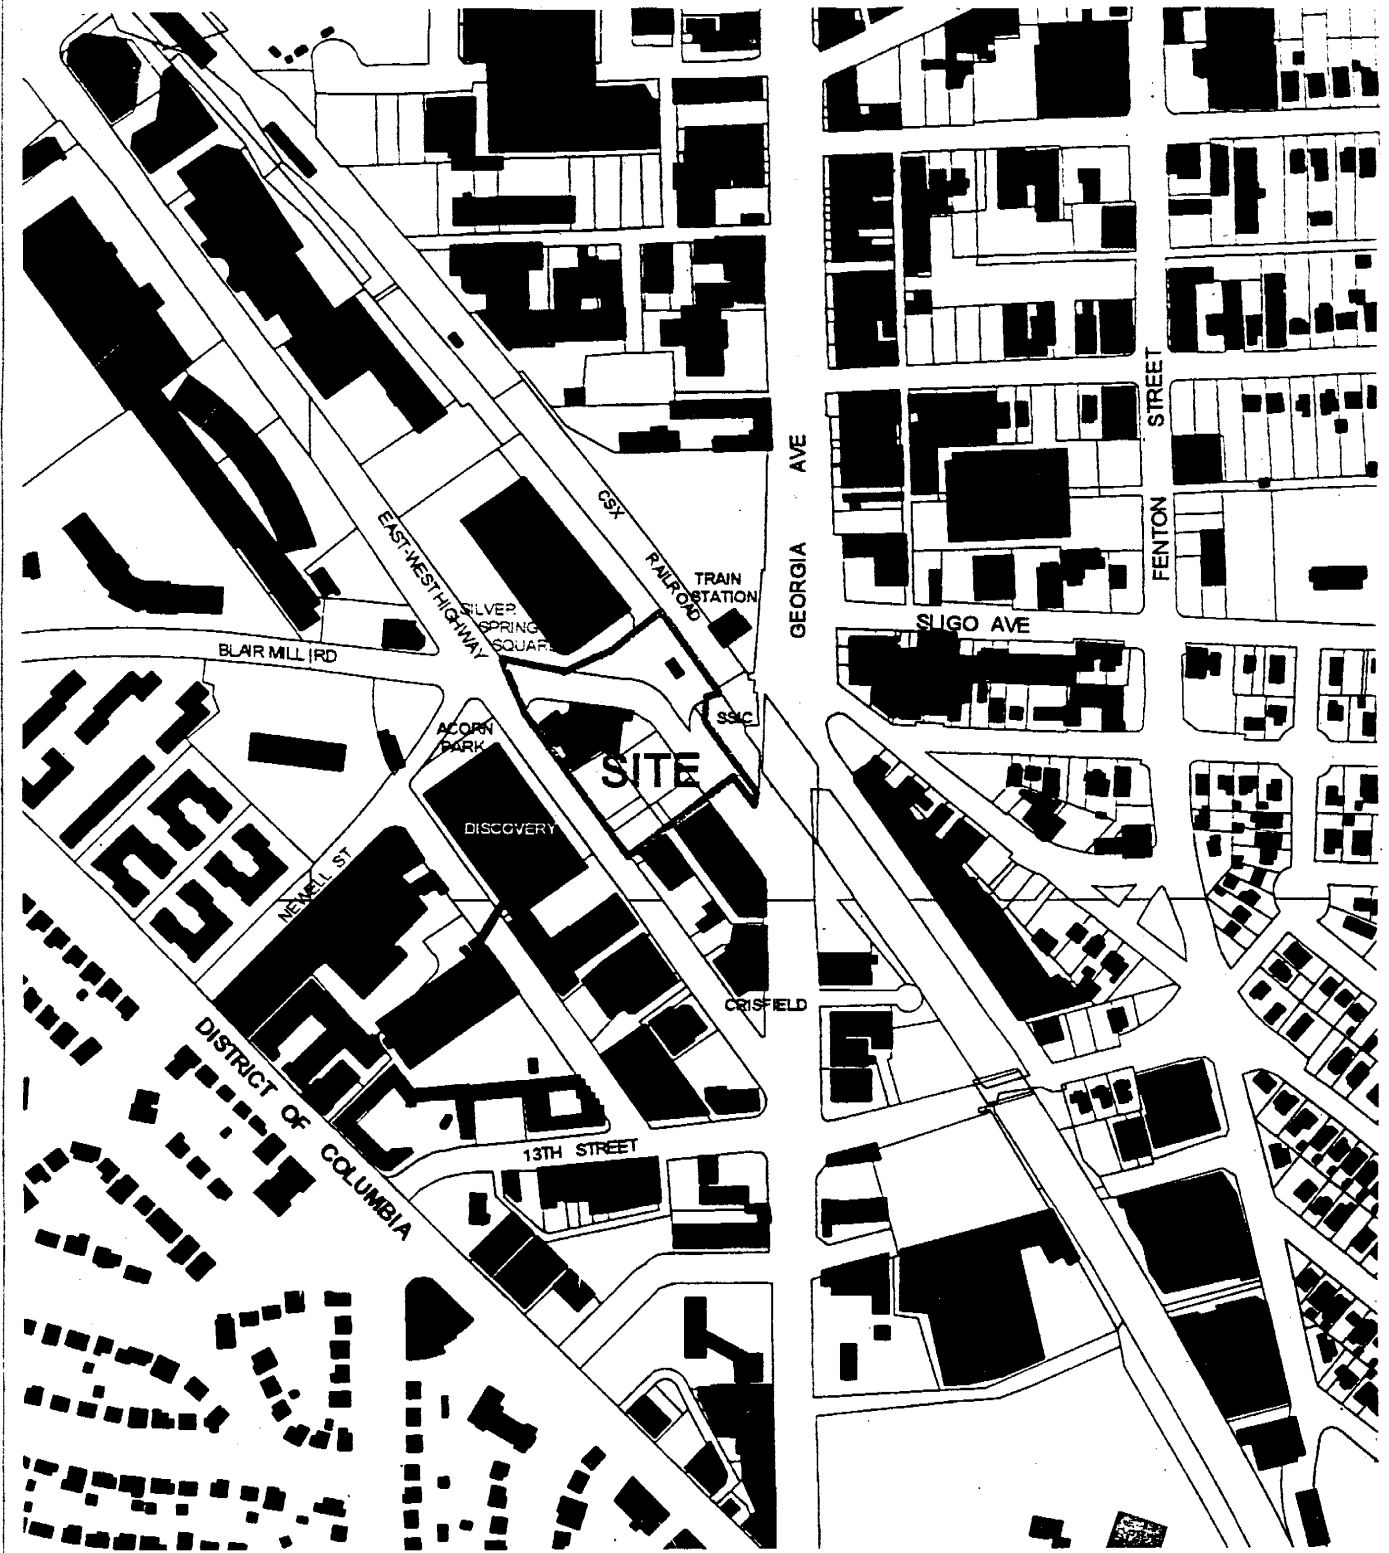 STREET
AVE
CSX
FENTON
EAST-WEST HIGHWAY
GEORGIA
RAILROAD
TRAIN
STATION
SILVER
SPRING
SQUARE
SLIGO AVE
BLAIR MILL RD
SSIC
ACORN
PARK
SITE
DISCOVERY
NEWELL ST
CRISFIELD
DISTRICT OF COLUMBIA
13TH STREET